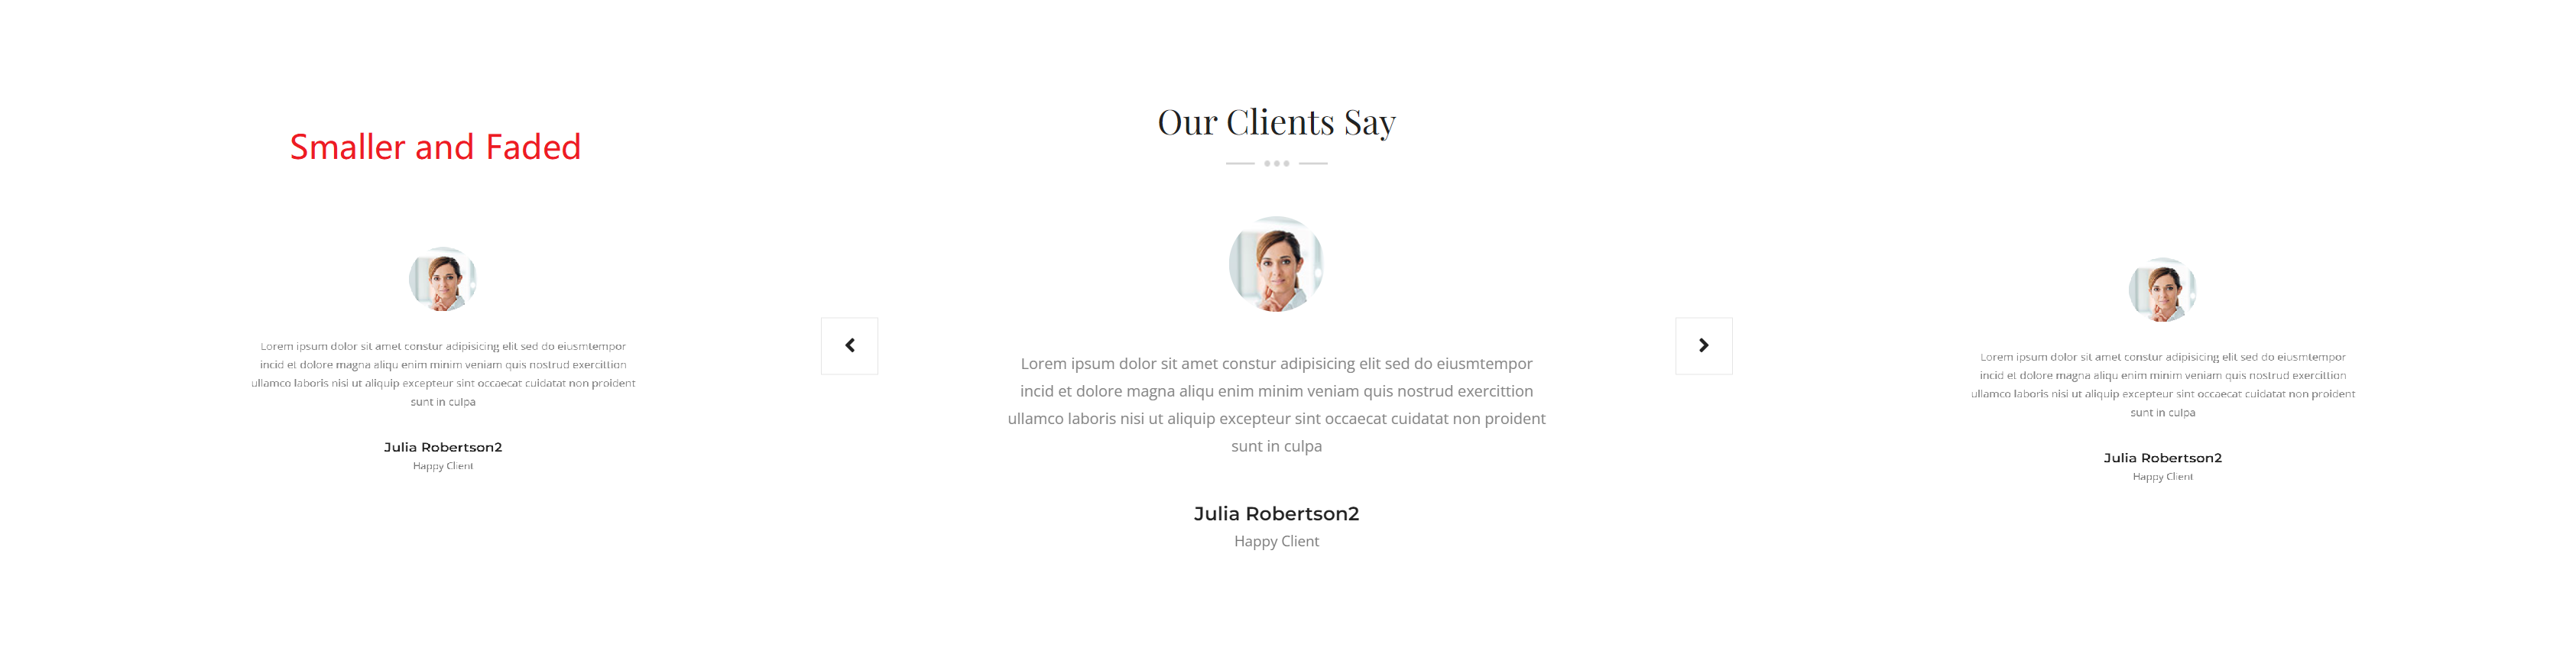 Our Clients Say
Smaller and Faded
Lorem ipsum dolor sit amet constur adipisicing elit sed do eiusmtempor
incid et dolore magna aliqu enim minim veniam quis nostrud exercittion
ullamco laboris nisi ut aliquip excepteur sint occaecat cuidatat non proident
sunt in culpa
Julia Robertson2
Happy Client
Lorem ipsum dolor sit amet constur adipisicing elit sed do eiusmtempor
incid et dolore magna aliqu enim minim veniam quis nostrud exercittion
ullamco laboris nisi ut aliquip excepteur sint occaecat cuidatat non proident
sunt in culpa
Julia Robertson2
Happy Client
Lorem ipsum dolor sit amet constur adipisicing elit sed do eiusmtempor
incid et dolore magna aliqu enim minim veniam quis nostrud exercittion
ullamco laboris nisi ut aliquip excepteur sint occaecat cuidatat non proident
sunt in culpa
Julia Robertson2
Happy Client